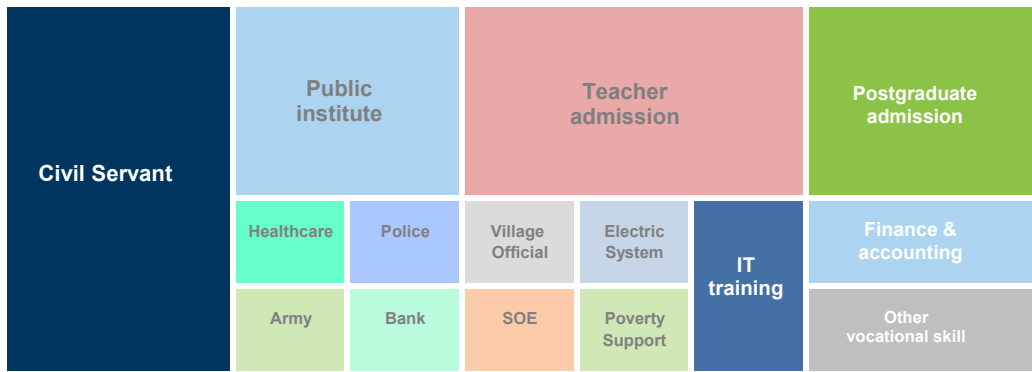 Civil Servant
Public
institute
Teacher
admission
Postgraduate
admission
Healthcare
Police
Village
Official
Electric
System
IT
training
Finance &
accounting
Army
Bank
SOE
Poverty
Support
Other
vocational skill